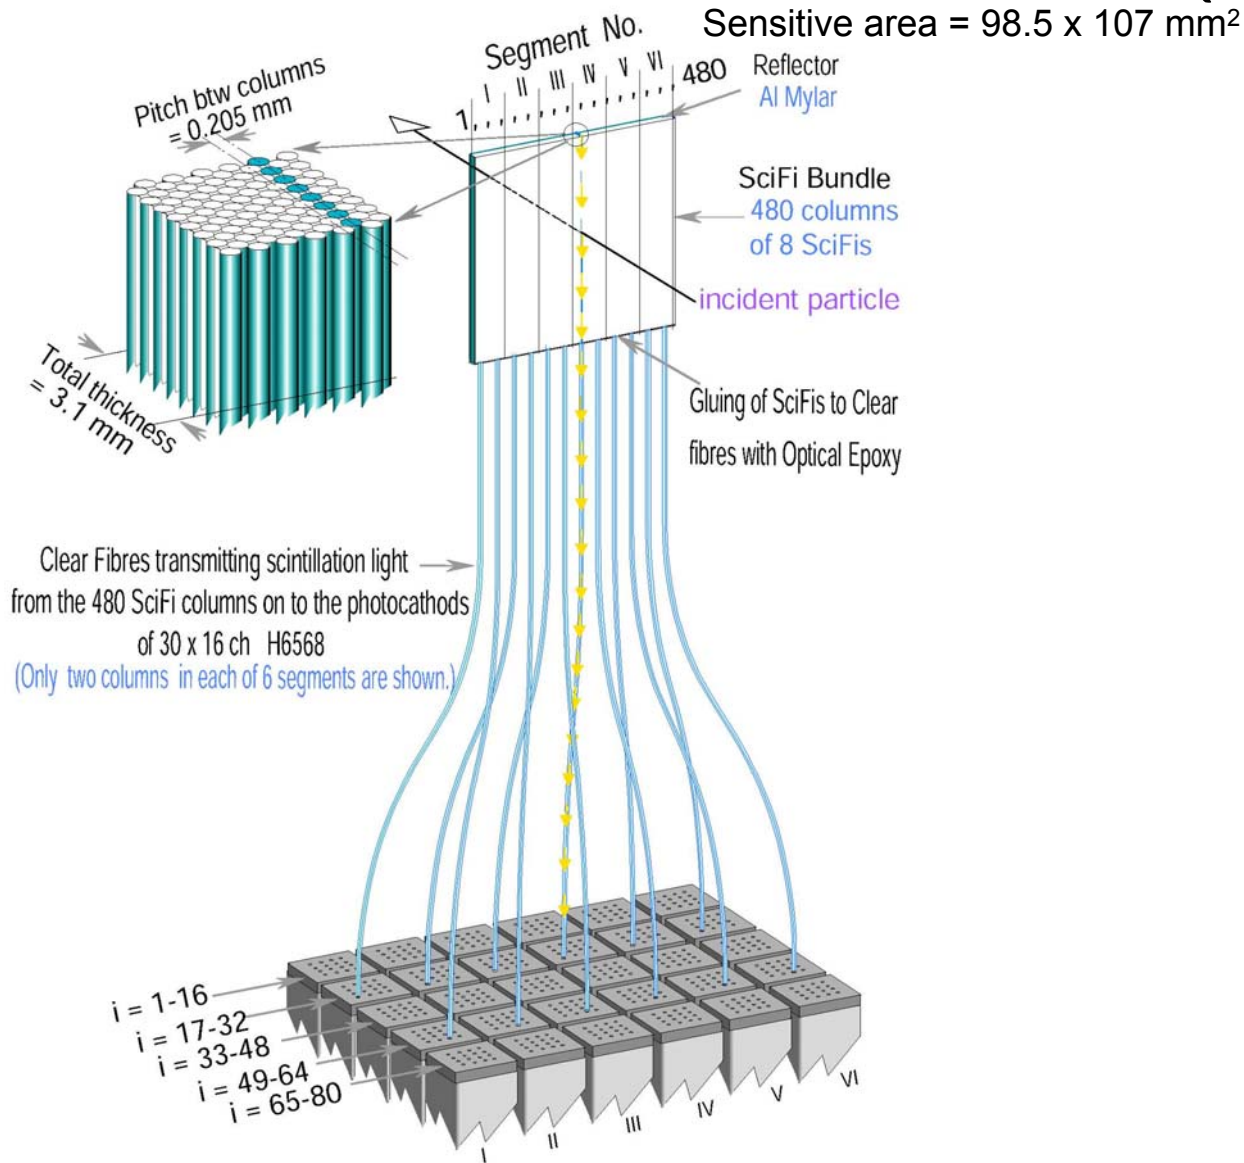 Sensitive area = 98.5 x 107 mm²
Segment No.
I II III IV V VI
1, 480
Reflector
Al Mylar
Pitch btw columns
= 0.205 mm
SciFi Bundle
480 columns
of 8 SciFis
incident particle
Total thickness
= 3.1 mm
Gluing of SciFis to Clear
fibres with Optical Epoxy
Clear Fibres transmitting scintillation light
from the 480 SciFi columns on to the photocathods
of 30 x 16 ch H6568
(Only two columns in each of 6 segments are shown.)
i = 1-16
i = 17-32
i = 33-48
i = 49-64
i = 65-80
I II III IV V VI